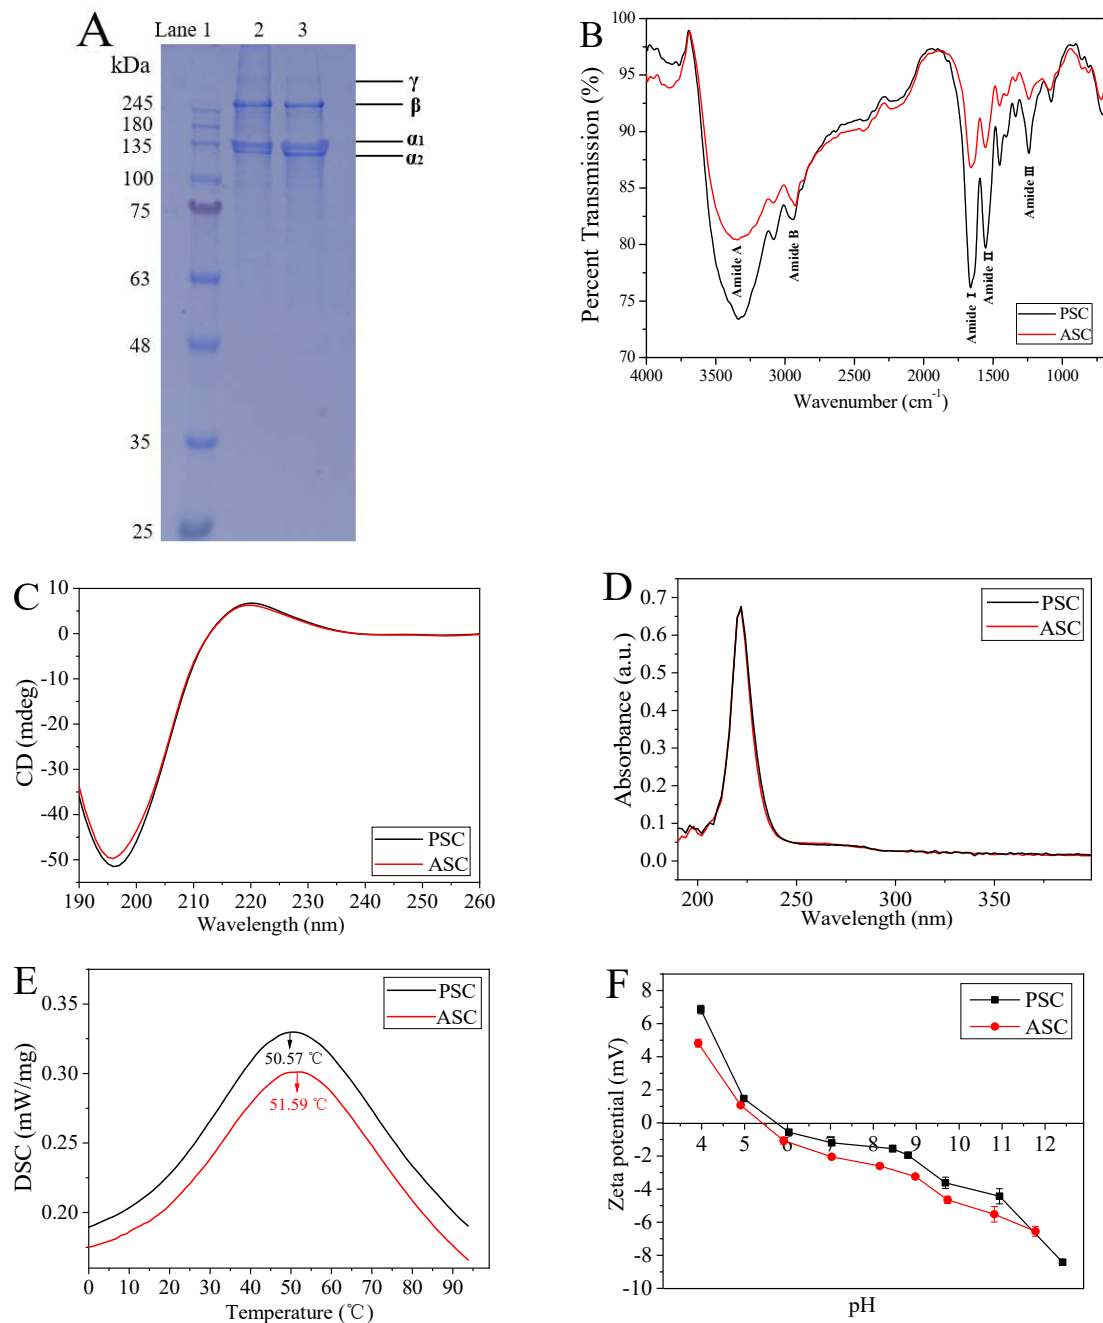 A
Lane 1 2 3
kDa
245
180
135
100
75
63
48
35
25
γ
β
α1
α2
B
Percent Transmission (%)
100
95
90
85
80
75
70
4000 3500 3000 2500 2000 1500 1000
Wavenumber (cm-1)
Amide A
Amide B
Amide I
Amide II
Amide III
PSC
ASC
C
CD (mdeg)
10
0
-10
-20
-30
-40
-50
190 200 210 220 230 240 250 260
Wavelength (nm)
PSC
ASC
D
Absorbance (a.u.)
0.7
0.6
0.5
0.4
0.3
0.2
0.1
0.0
200 250 300 350
Wavelength (nm)
PSC
ASC
E
DSC (mW/mg)
0.35
0.30
0.25
0.20
0 10 20 30 40 50 60 70 80 90
Temperature (℃)
50.57 ℃
51.59 ℃
PSC
ASC
F
Zeta potential (mV)
8
6
4
2
0
-2
-4
-6
-8
-10
4 5 6 7 8 9 10 11 12
pH
PSC
ASC